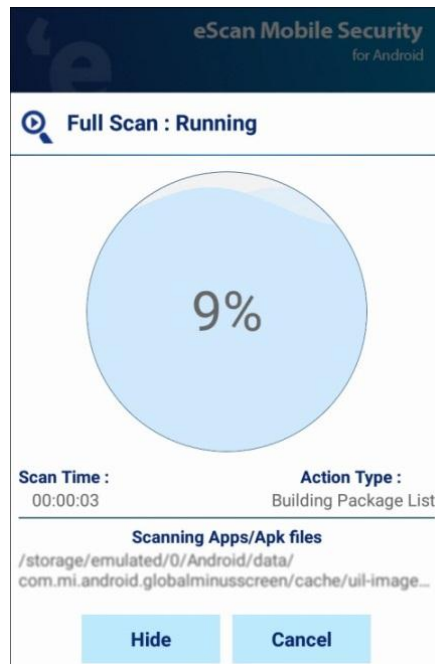 eScan Mobile Security
for Android
Full Scan : Running
9%
Scan Time :
00:00:03
Action Type :
Building Package List
Scanning Apps/Apk files
/storage/emulated/0/Android/data/
com.mi.android.globalminusscreen/cache/uil-image...
Hide
Cancel